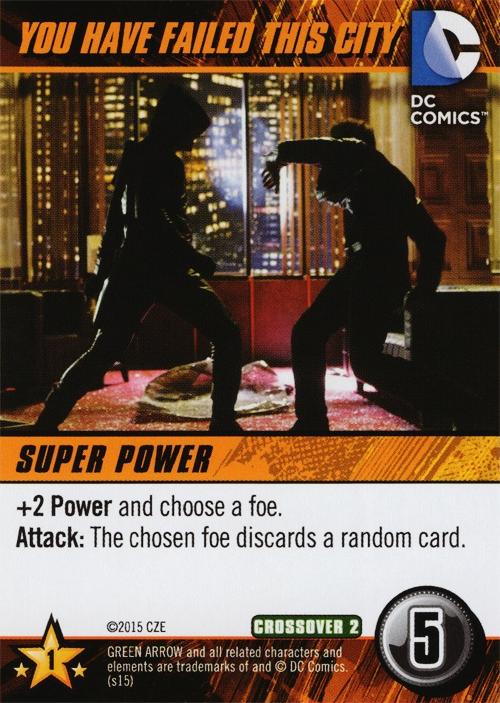 YOU HAVE FAILED THIS CITY
DC
COMICS™
SUPER POWER
+2 Power and choose a foe.
Attack: The chosen foe discards a random card.
1
©2015 CZE
CROSSOVER 2
5
GREEN ARROW and all related characters and
elements are trademarks of and © DC Comics.
(s15)